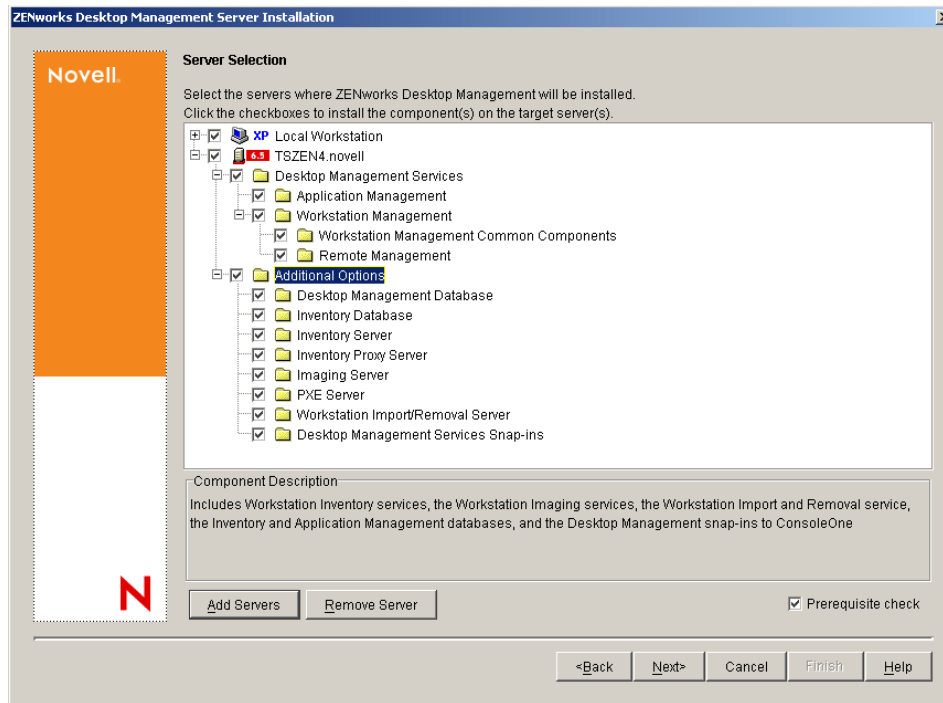 ZENworks Desktop Management Server Installation
Novell.
Server Selection
Select the servers where ZENworks Desktop Management will be installed.
Click the checkboxes to install the component(s) on the target server(s).
XP Local Workstation
6.5 TSZEN4.novell
Desktop Management Services
Application Management
Workstation Management
Workstation Management Common Components
Remote Management
Additional Options
Desktop Management Database
Inventory Database
Inventory Server
Inventory Proxy Server
Imaging Server
PXE Server
Workstation Import/Removal Server
Desktop Management Services Snap-ins
Component Description
Includes Workstation Inventory services, the Workstation Imaging services, the Workstation Import and Removal service,
the Inventory and Application Management databases, and the Desktop Management snap-ins to ConsoleOne
N
Add Servers Remove Server Prerequisite check
<Back Next> Cancel Finish Help